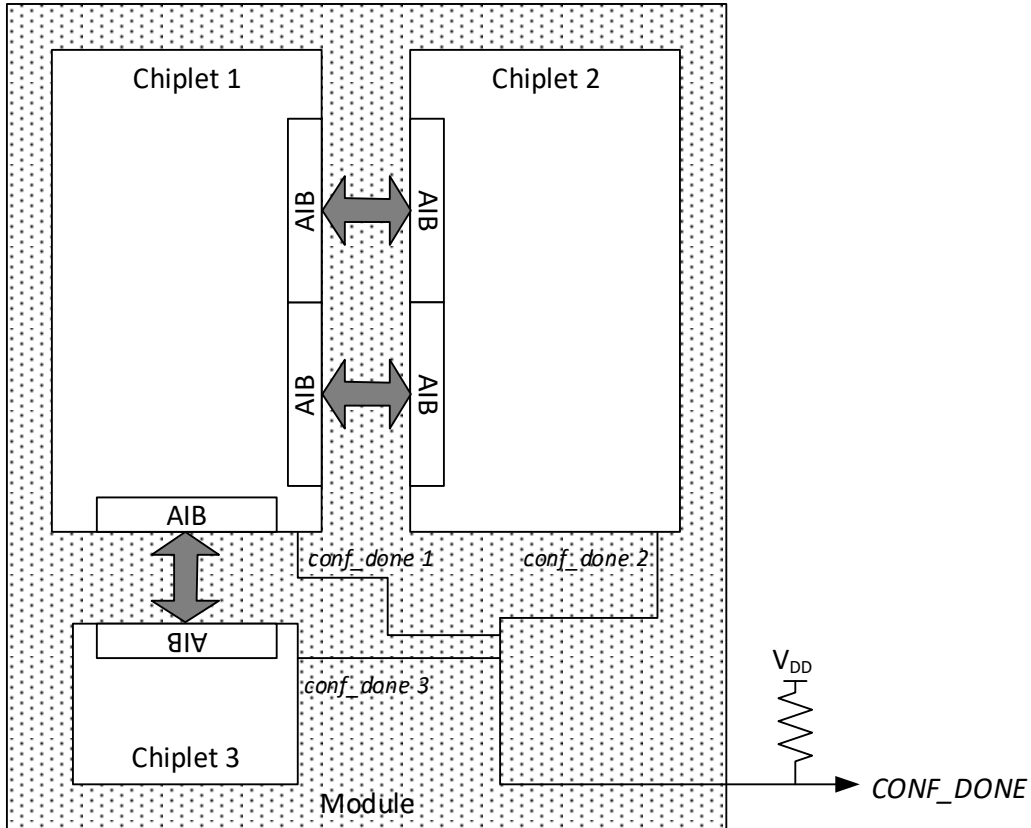 Chiplet 1
Chiplet 2
AIB
AIB
AIB
AIB
AIB
conf_done 1
conf_done 2
AIB
conf_done 3
V_DD
Chiplet 3
CONF_DONE
Module